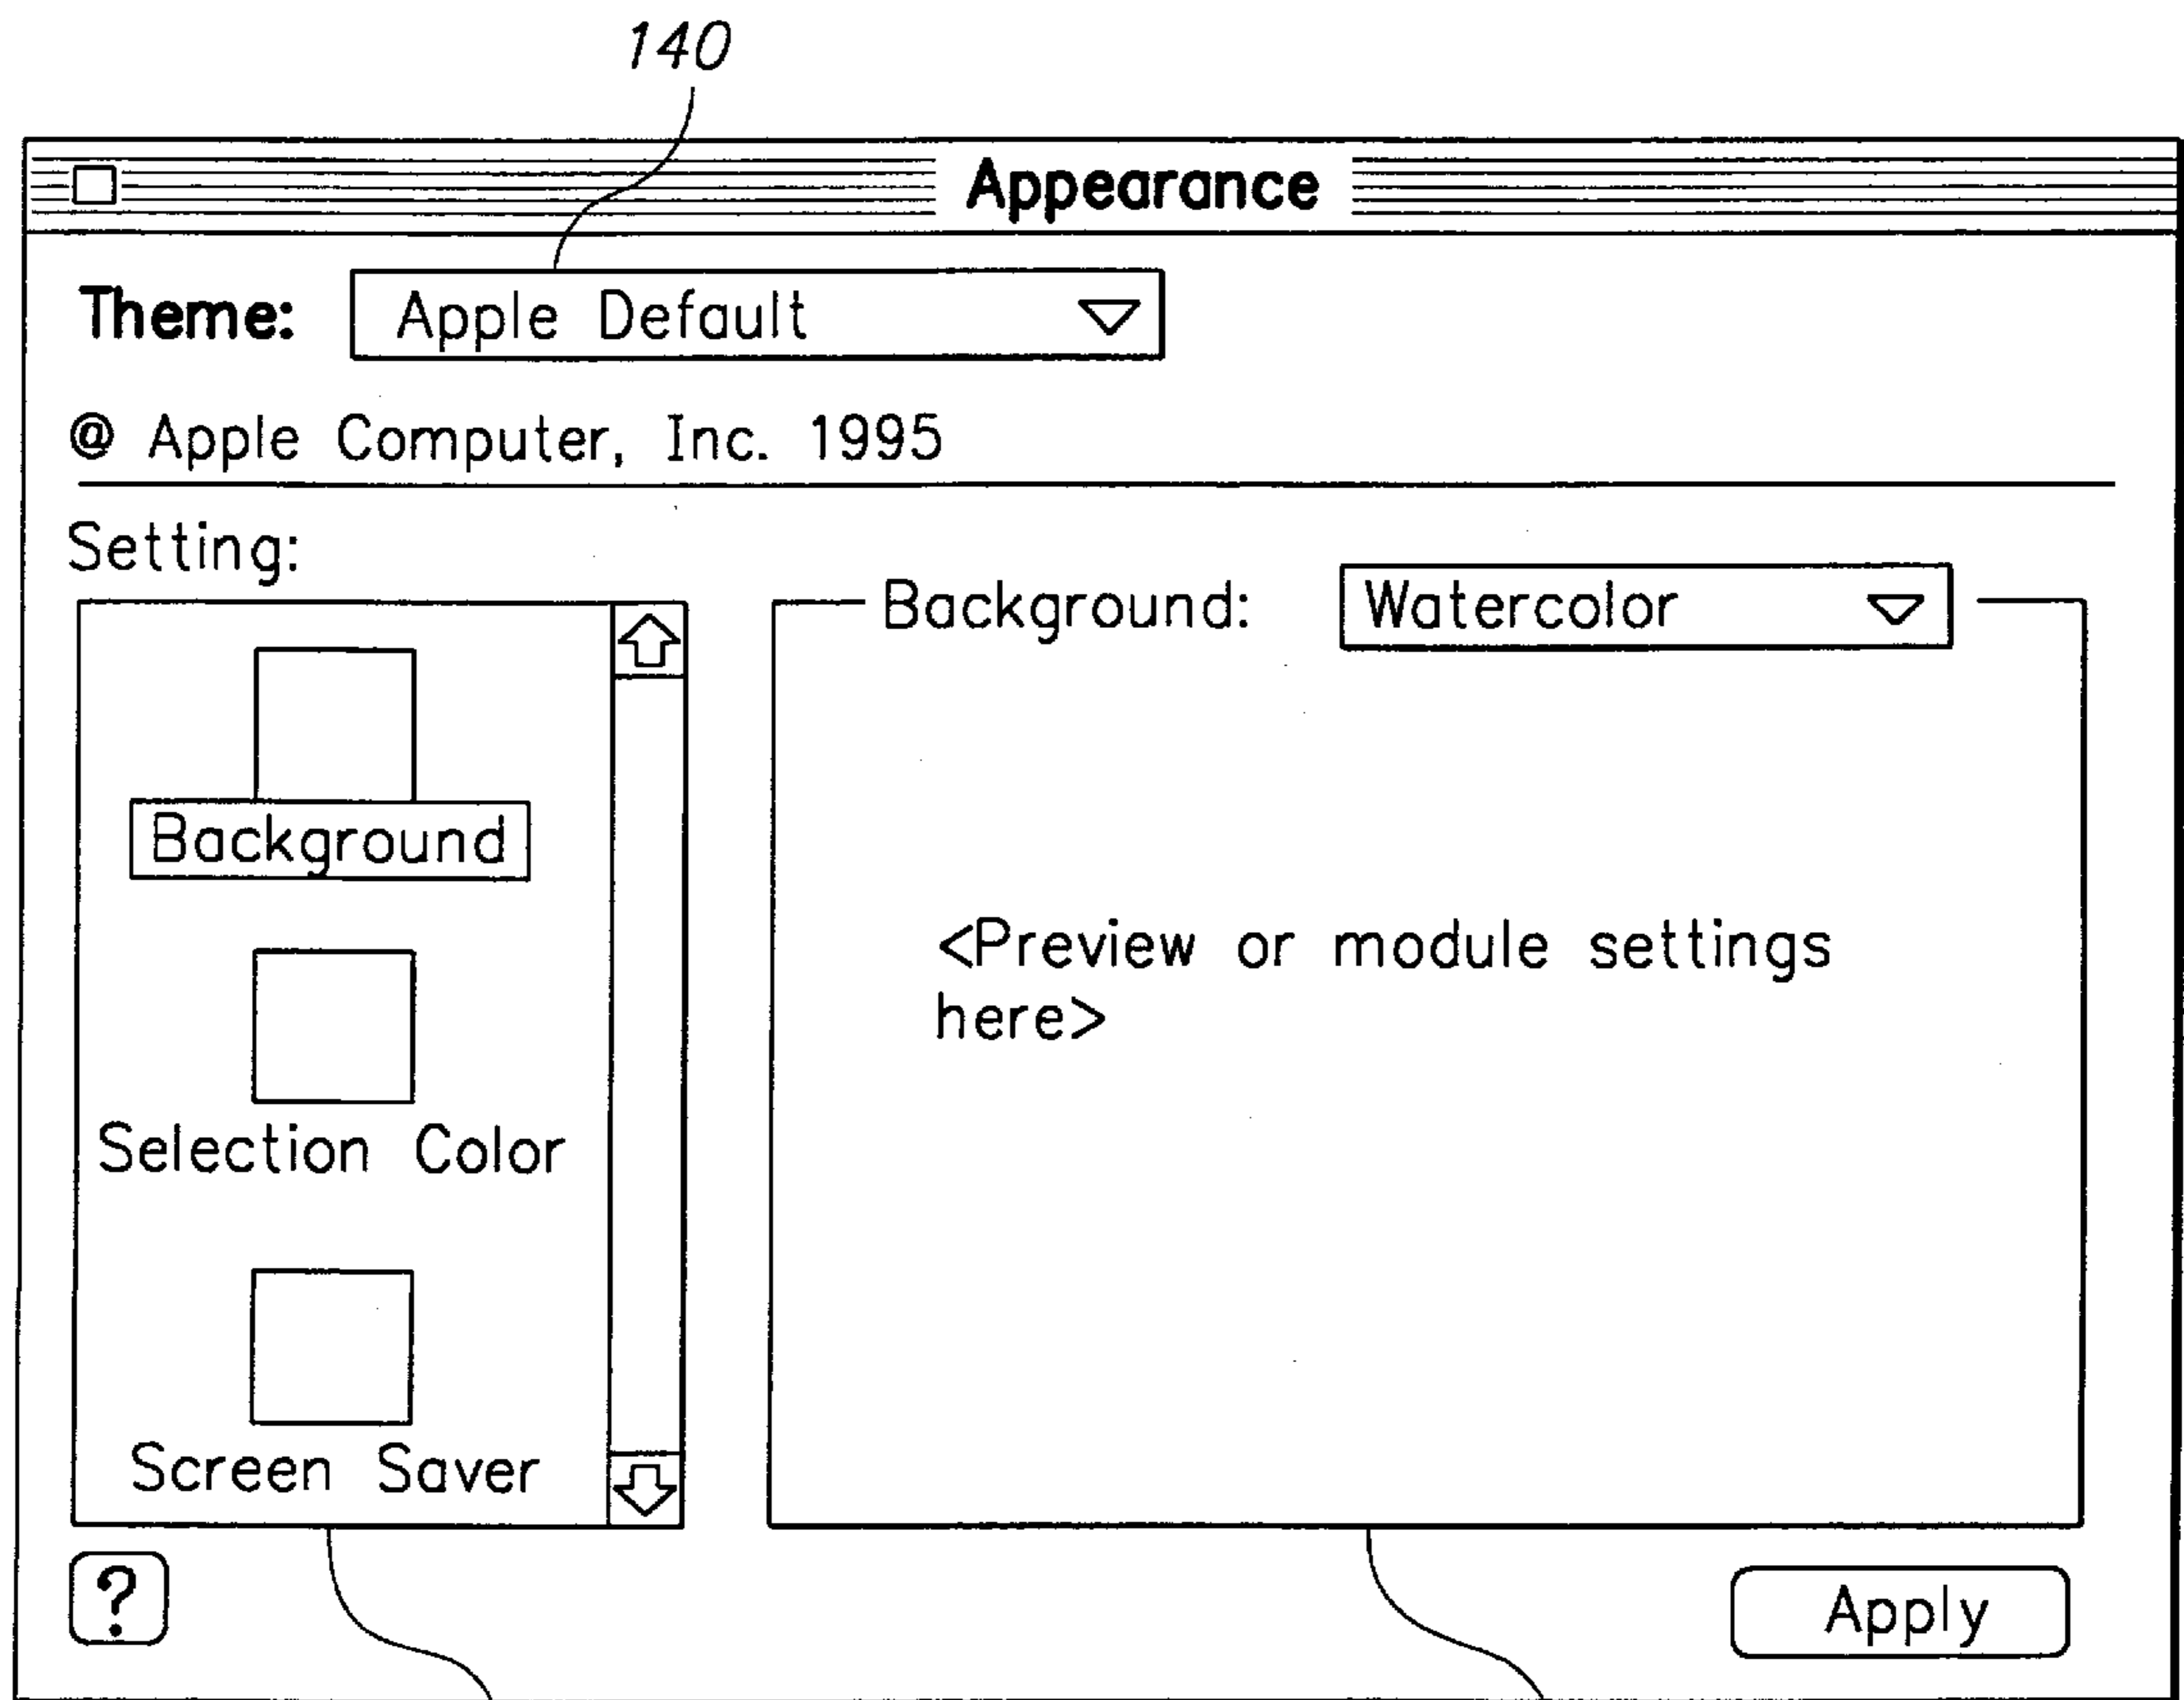 140
Appearance
Theme: Apple Default
@ Apple Computer, Inc. 1995
Setting:
Background: Watercolor
Background
<Preview or module settings
here>
Selection Color
Screen Saver
?
Apply